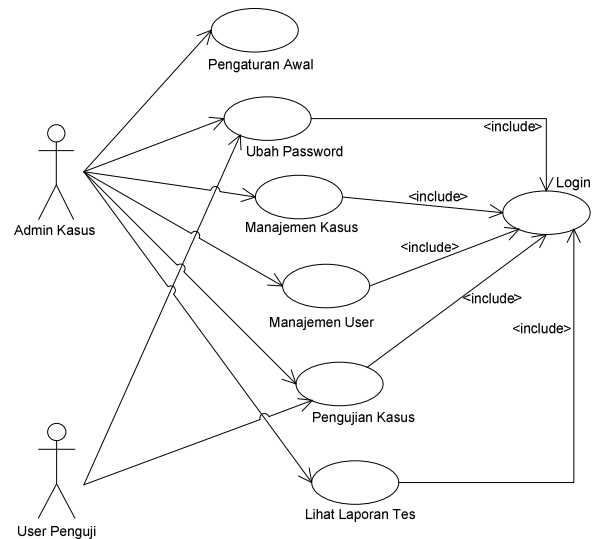 Pengaturan Awal
Ubah Password
<include>
Login
Admin Kasus
Manajemen Kasus
<include>
<include>
Manajemen User
<include>
<include>
Pengujian Kasus
User Penguji
Lihat Laporan Tes